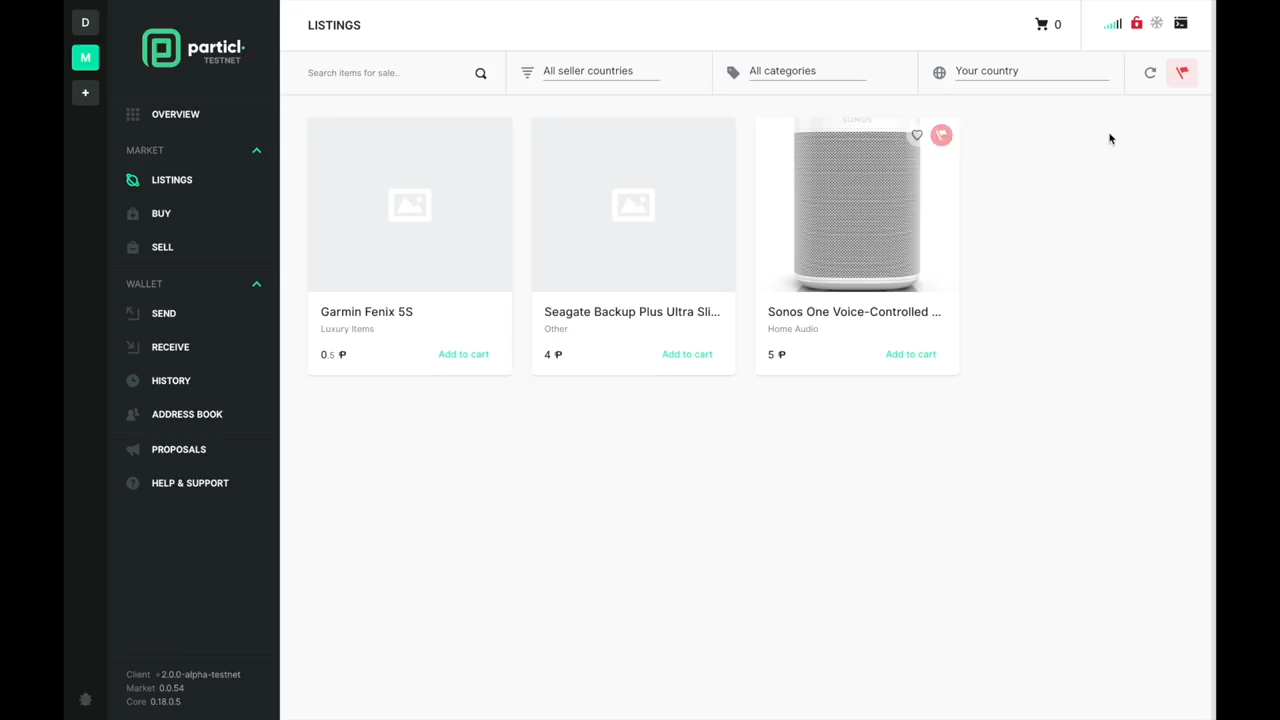 D
M
+
particl.
TESTNET
OVERVIEW
MARKET
LISTINGS
BUY
SELL
WALLET
SEND
RECEIVE
HISTORY
ADDRESS BOOK
PROPOSALS
HELP & SUPPORT
Client 2.0.0-alpha-testnet
Market 0.0.54
Core 0.18.0.5
LISTINGS
0
Search items for sale..
All seller countries
All categories
Your country
Garmin Fenix 5S
Luxury Items
0.5 ₱
Add to cart
Seagate Backup Plus Ultra Sli...
Other
4 ₱
Add to cart
SONOS
Sonos One Voice-Controlled ...
Home Audio
5 ₱
Add to cart